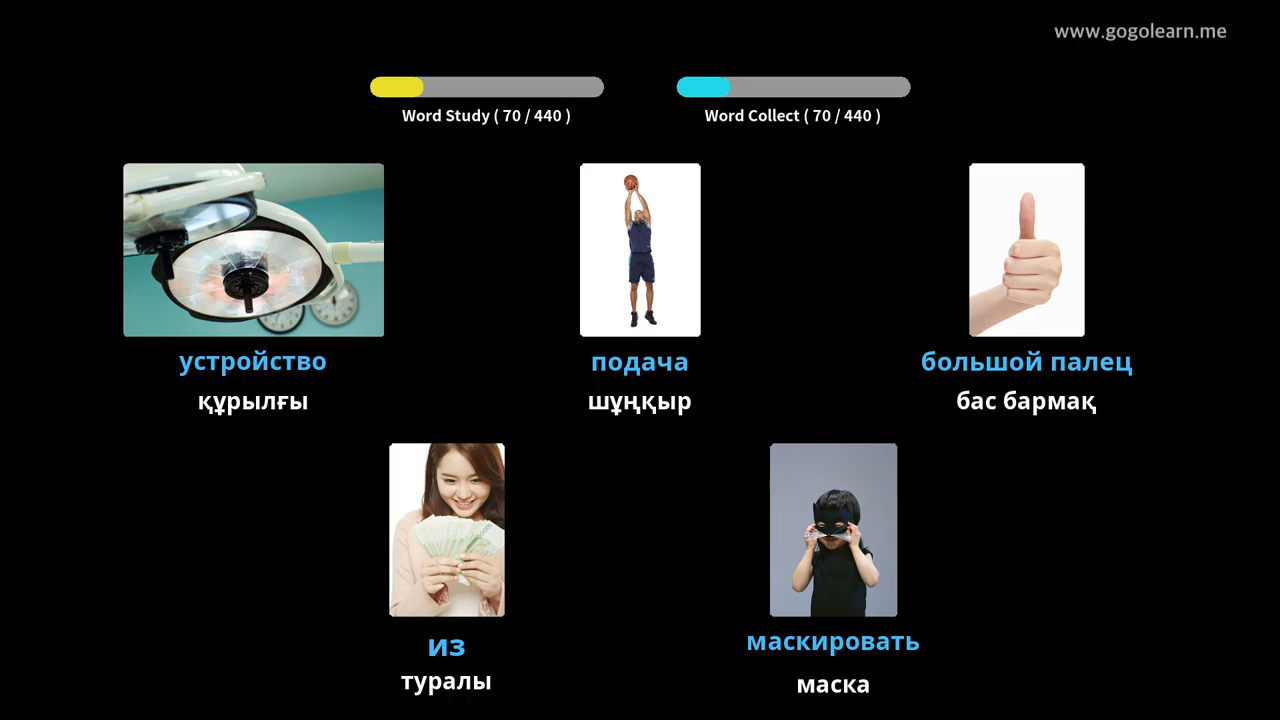 www.gogolearn.me
Word Study ( 70 / 440 )
Word Collect ( 70 / 440 )
устройство
құрылғы
подача
шұңқыр
большой палец
бас бармақ
из
туралы
маскировать
маска